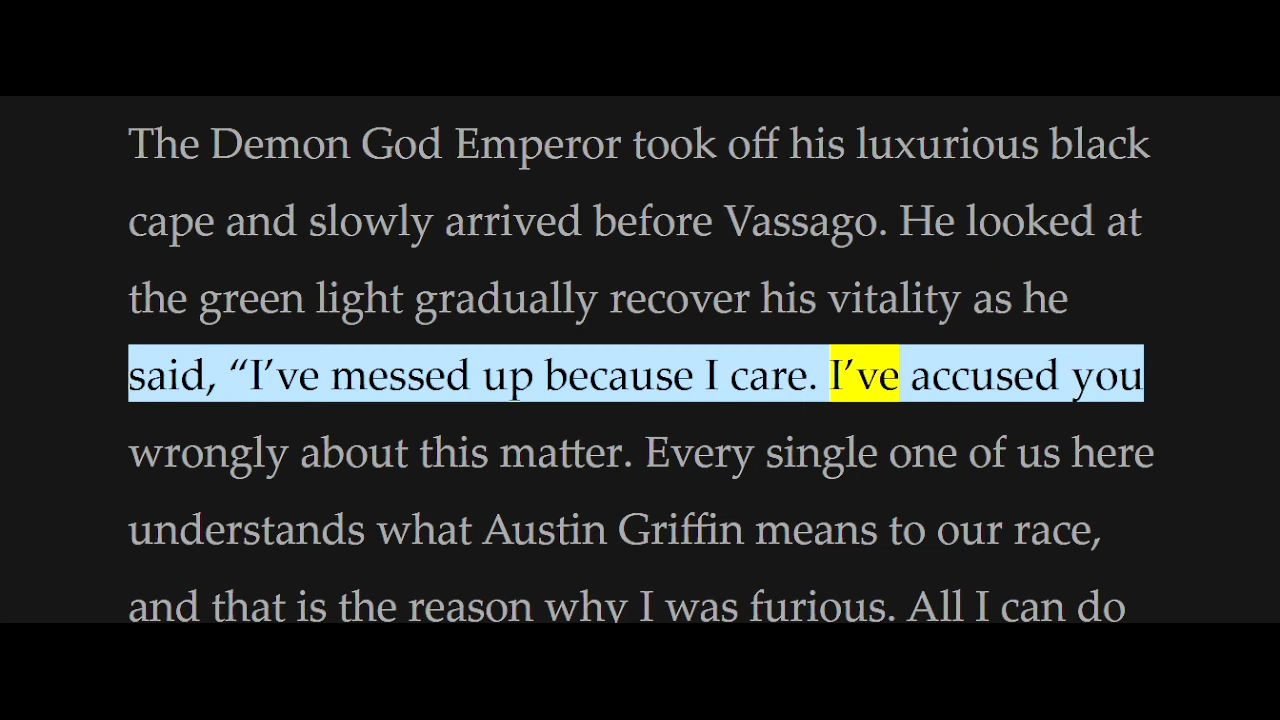 The Demon God Emperor took off his luxurious black
cape and slowly arrived before Vassago. He looked at
the green light gradually recover his vitality as he
said, “I’ve messed up because I care. I’ve accused you
wrongly about this matter. Every single one of us here
understands what Austin Griffin means to our race,
and that is the reason why I was furious. All I can do